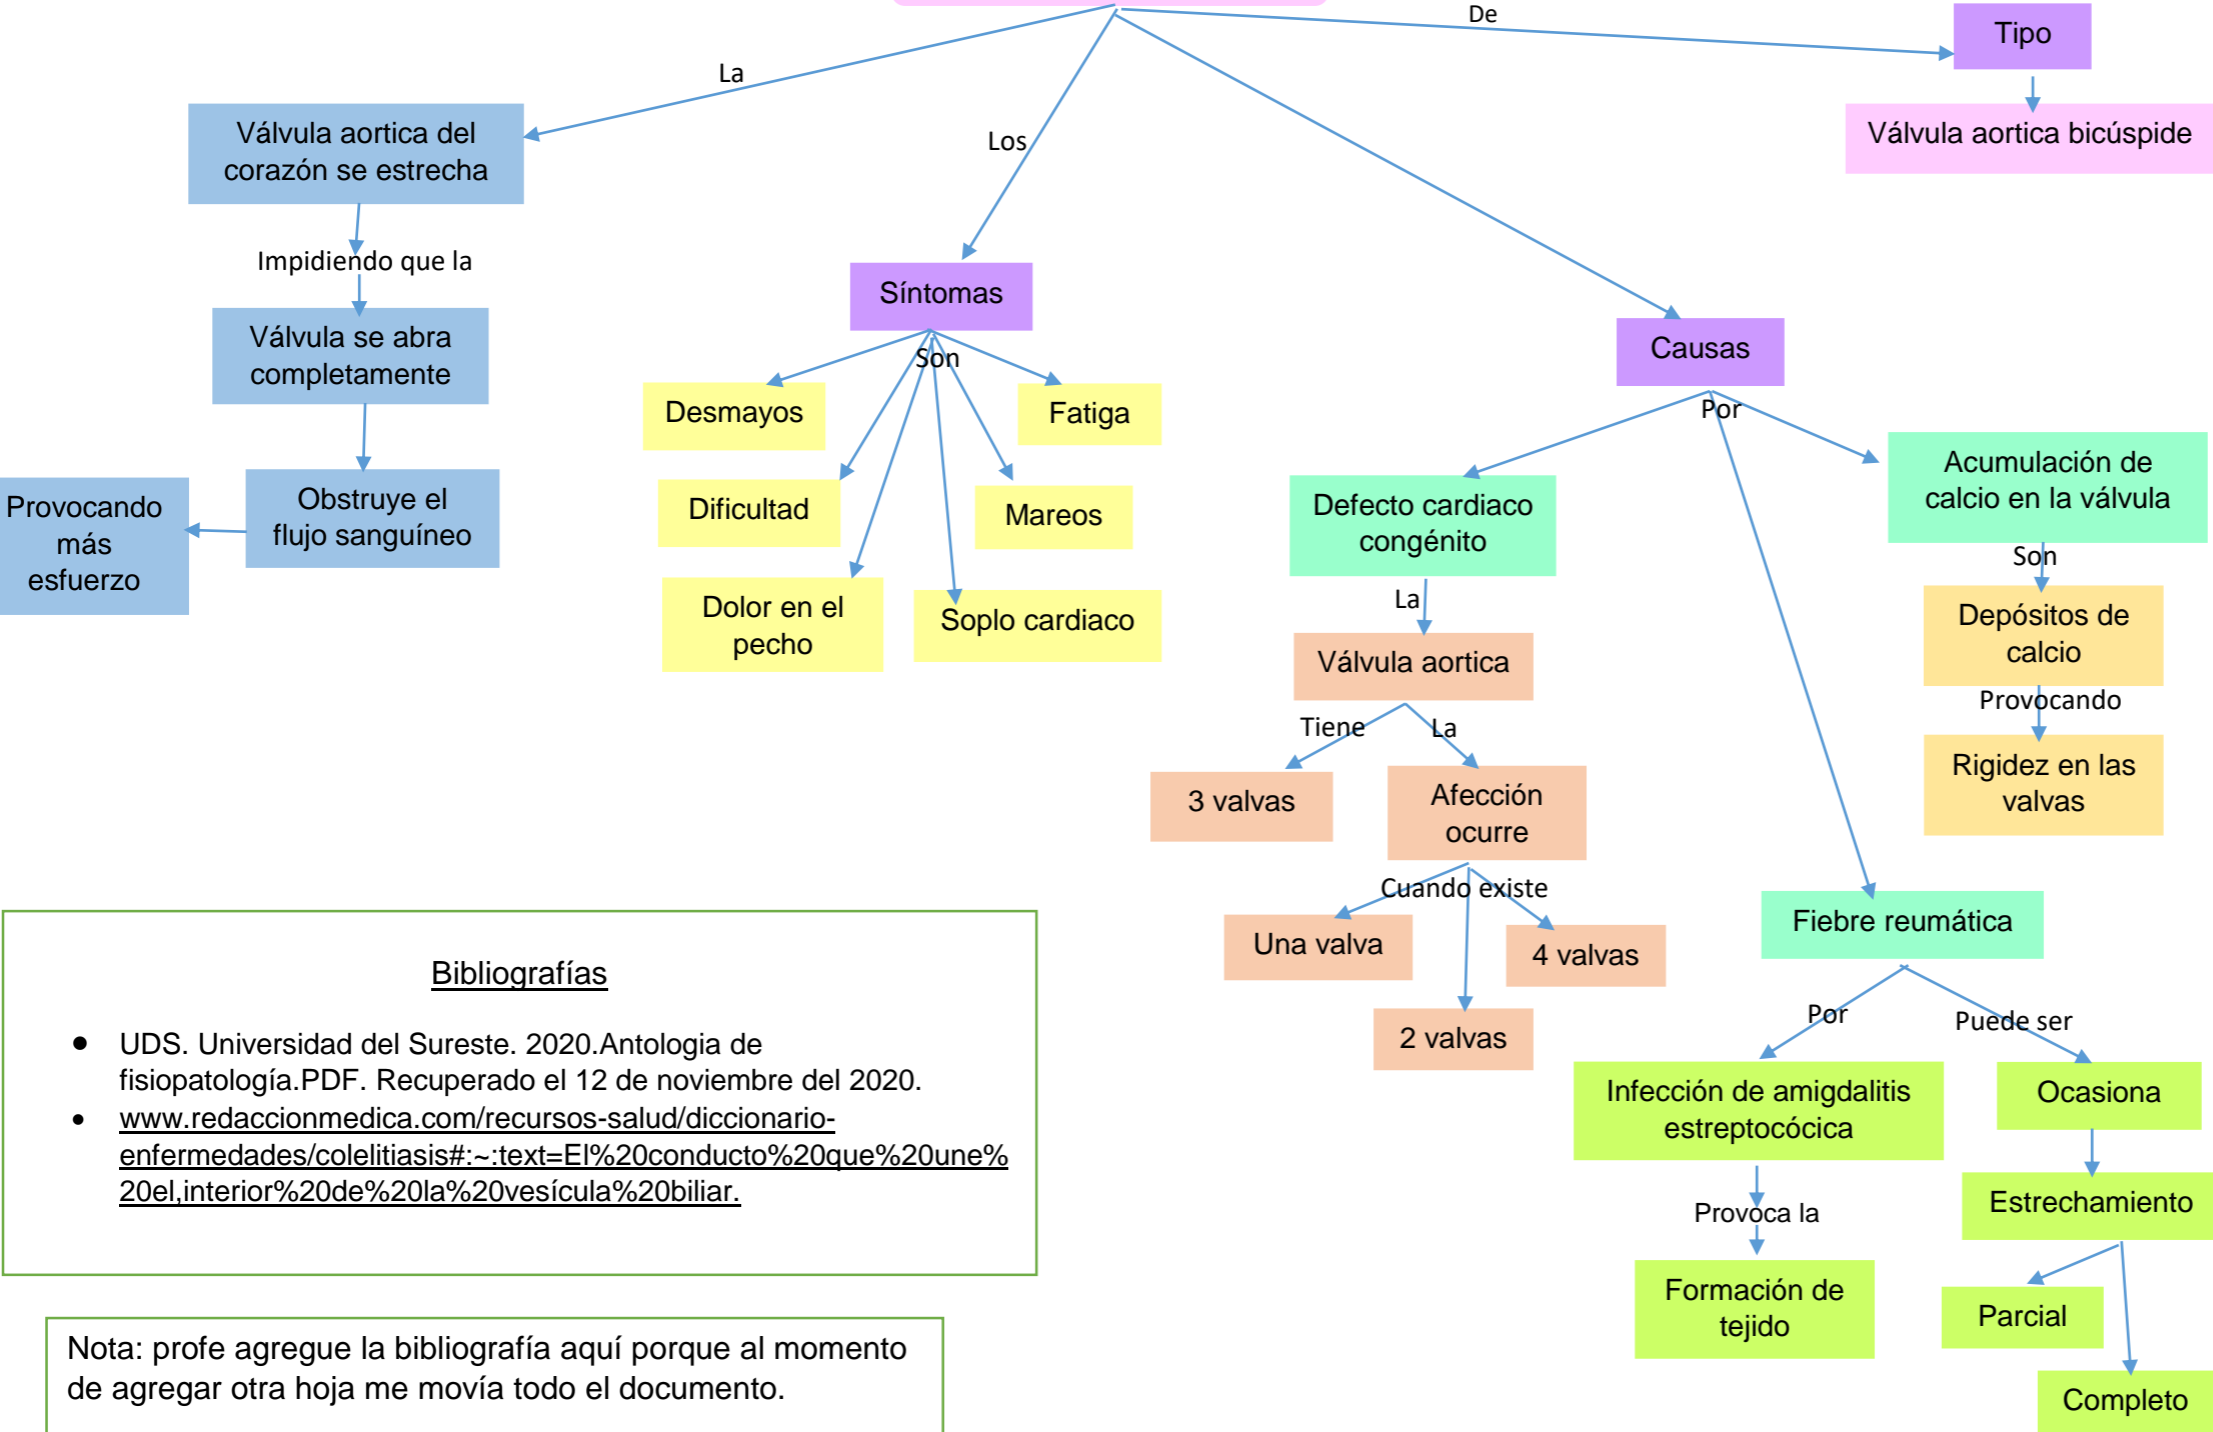 De
Tipo
La
Válvula aortica del
corazón se estrecha
Los
Válvula aortica bicúspide
Impidiendo que la
Síntomas
Válvula se abra
completamente
Causas
Son
Desmayos
Fatiga
Por
Provocando
más
esfuerzo
Obstruye el
flujo sanguíneo
Dificultad
Mareos
Defecto cardiaco
congénito
Acumulación de
calcio en la válvula
Son
Dolor en el
pecho
Soplo cardiaco
La
Depósitos de
calcio
Válvula aortica
Provocando
Tiene
La
Rigidez en las
valvas
3 valvas
Afección
ocurre
Cuando existe
Una valva
4 valvas
2 valvas
Fiebre reumática
Por
Puede ser
Infección de amigdalitis
estreptocócica
Ocasiona
Provoca la
Estrechamiento
Formación de
tejido
Parcial
Completo
Bibliografías
● UDS. Universidad del Sureste. 2020.Antologia de
fisiopatología.PDF. Recuperado el 12 de noviembre del 2020.
● www.redaccionmedica.com/recursos-salud/diccionario-
enfermedades/colelitiasis#:~:text=El%20conducto%20que%20une%
20el,interior%20de%20la%20vesícula%20biliar.
Nota: profe agregue la bibliografía aquí porque al momento
de agregar otra hoja me movía todo el documento.